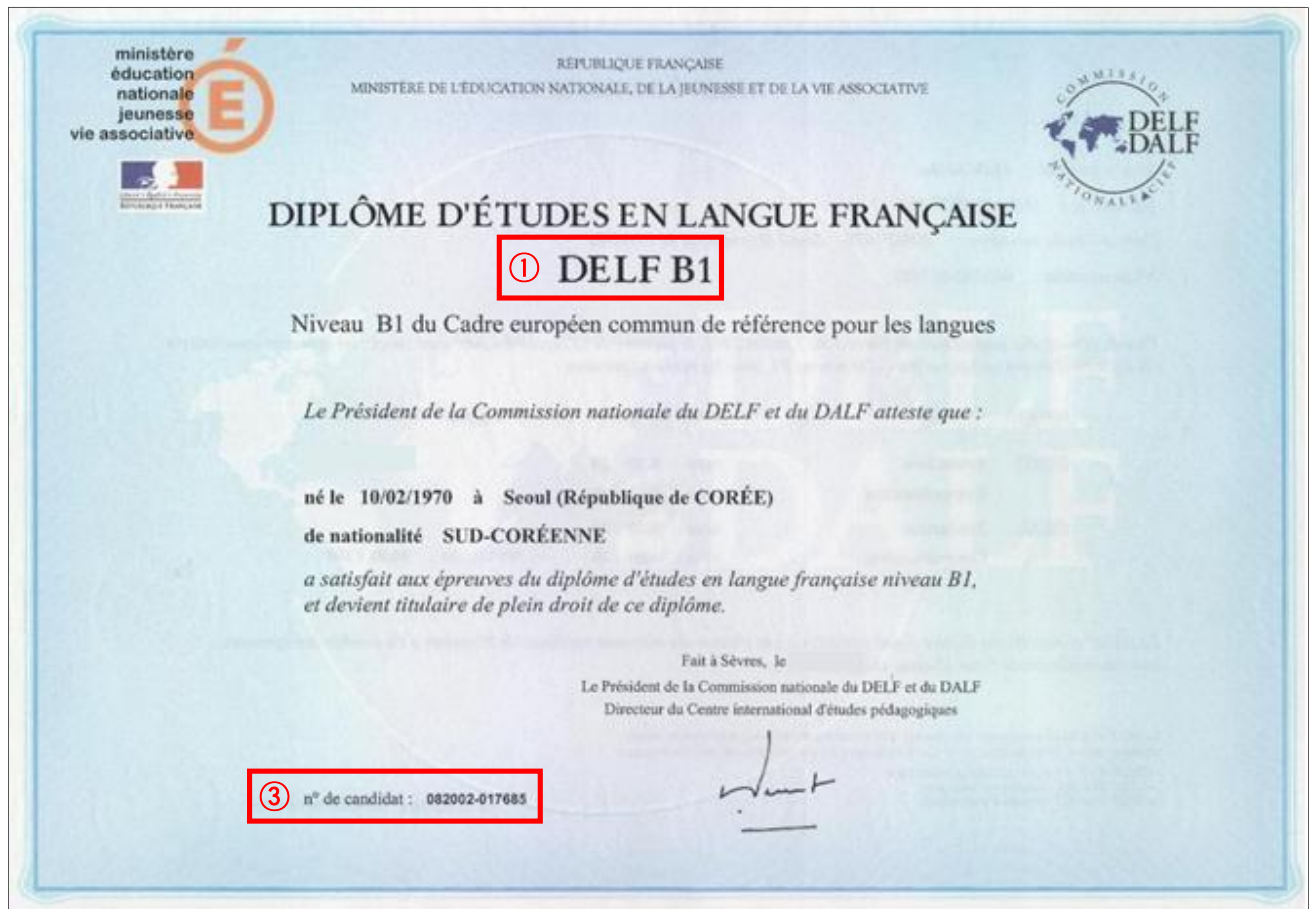 ministère
éducation
nationale
jeunesse
vie associative
É
RÉPUBLIQUE FRANÇAISE
RÉPUBLIQUE FRANÇAISE
MINISTÈRE DE L'ÉDUCATION NATIONALE, DE LA JEUNESSE ET DE LA VIE ASSOCIATIVE
COMMISSION
DELF
DALF
NATIONALE
DIPLÔME D'ÉTUDES EN LANGUE FRANÇAISE
① DELF B1
Niveau B1 du Cadre européen commun de référence pour les langues
Le Président de la Commission nationale du DELF et du DALF atteste que :
né le 10/02/1970 à Seoul (République de CORÉE)
de nationalité SUD-CORÉENNE
a satisfait aux épreuves du diplôme d'études en langue française niveau B1,
et devient titulaire de plein droit de ce diplôme.
Fait à Sèvres, le
Le Président de la Commission nationale du DELF et du DALF
Directeur du Centre international d'études pédagogiques
③ n° de candidat : 082002-017685
DELF
DALF